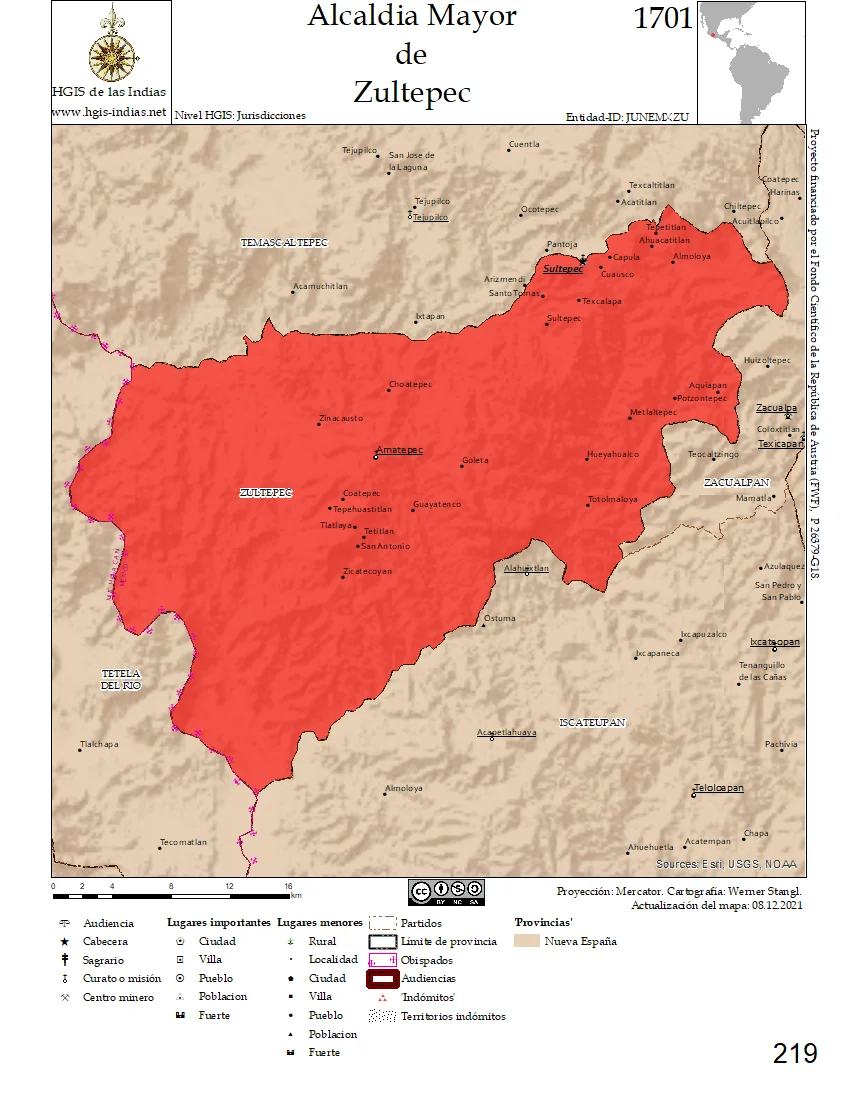 Alcaldia Mayor
de
Zultepec
1701
HGIS de las Indias
www.hgis-indias.net
Nivel HGIS: Jurisdicciones
Entidad-ID: JUNEMXZU
Proyecto financiado por el Fondo Científico de la República de Austria (FWF), P 26379-G18.
Tejupilco
San Jose de
la Laguna
Cuentla
Coatepec
Harinas
Texcaltitlan
Acatitlan
Tejupilco
Tejupilco
Ocotepec
Chiltepec
Acuitlapilco
Tepetitlan
Ahuacatitlan
TEMASCALTEPEC
Pantoja
Capula
Almoloya
Sultepec
Cuausco
Arizmendi
Acamuchitlan
Santo Tomas
Texcalapa
Ixtapan
Sultepec
Huizoltepec
Choatepec
Aquiapan
Potzontepec
Zinacausto
Metlaltepec
Zacualpa
Coloxtitlan
Texicapan
Amatepec
Goleta
Hueyahualco
Teocaltzingo
ZULTEPEC
Coatepec
Tepehuastitlan
Guayatenco
Totolmaloya
ZACUALPAN
Mamatla
Tlatlaya
Tetitlan
San Antonio
MICHOACAN
MEXICO
Zicatecoyan
Alahuixtlan
Azulaquez
San Pedro y
San Pablo
Ostuma
Ixcapuzalco
Ixcapaneca
Ixcateopan
Tenanguillo
de las Cañas
TETELA
DEL RIO
ISCATEUPAN
Tlalchapa
Acapetlahuaya
Pachivia
Almoloya
Teloloapan
Tecomatlan
Chapa
Acatempan
Ahuehuetla
Sources: Esri, USGS, NOAA
0 2 4 8 12 16
km
CC BY NC SA
Proyección: Mercator. Cartografía: Werner Stangl.
Actualización del mapa: 08.12.2021
Audiencia
Cabecera
Sagrario
Curato o misión
Centro minero
Lugares importantes
Ciudad
Villa
Pueblo
Poblacion
Fuerte
Lugares menores
Rural
Localidad
Ciudad
Villa
Pueblo
Poblacion
Fuerte
Partidos
Límite de provincia
Obispados
Audiencias
'Indómitos'
Territorios indómitos
'Provincias'
Nueva España
219